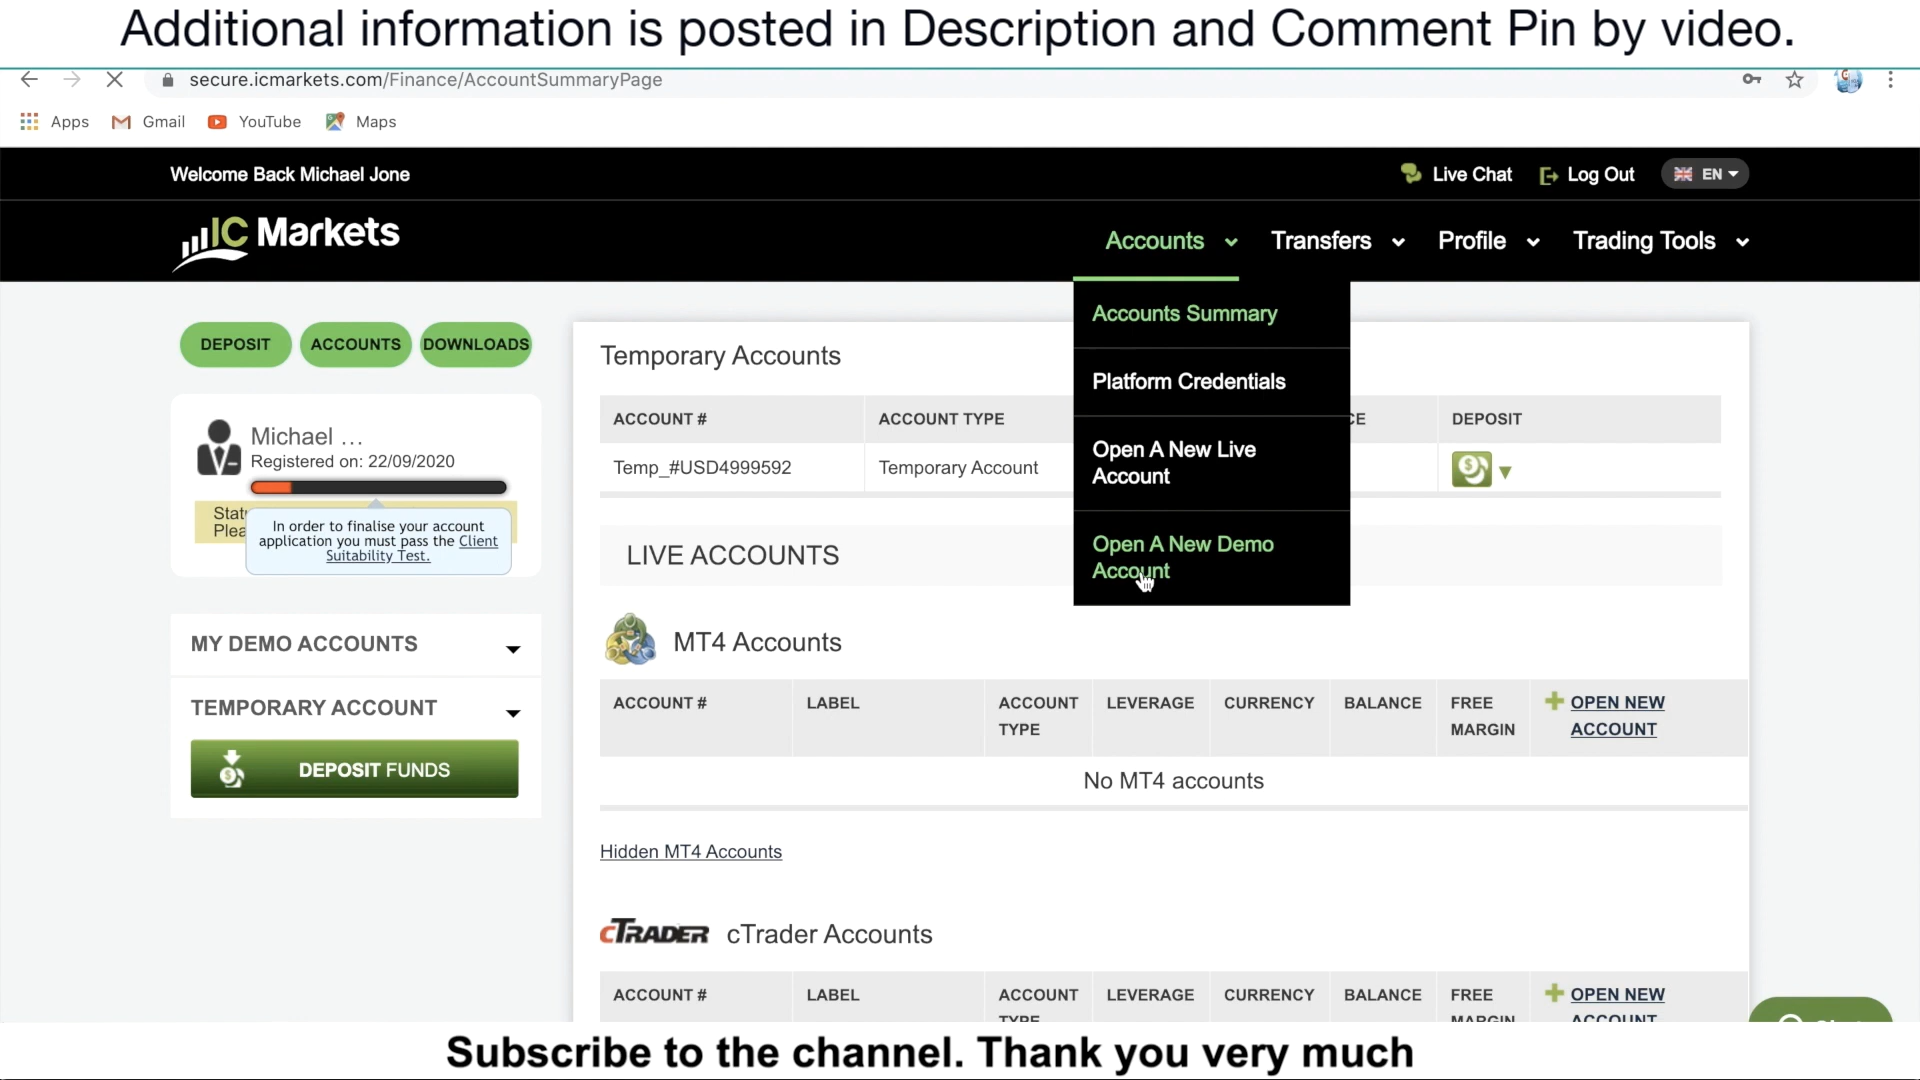 Additional information is posted in Description and Comment Pin by video.
secure.icmarkets.com/Finance/AccountSummaryPage
Apps Gmail YouTube Maps
Welcome Back Michael Jone
Live Chat Log Out EN
IC Markets
Accounts Transfers Profile Trading Tools
Accounts Summary
Platform Credentials
Open A New Live
Account
Open A New Demo
Account
DEPOSIT ACCOUNTS DOWNLOADS
Michael ...
Registered on: 22/09/2020
In order to finalise your account
application you must pass the Client
Suitability Test.
MY DEMO ACCOUNTS
TEMPORARY ACCOUNT
DEPOSIT FUNDS
Temporary Accounts
ACCOUNT # ACCOUNT TYPE DEPOSIT
Temp_#USD4999592 Temporary Account
LIVE ACCOUNTS
MT4 Accounts
ACCOUNT # LABEL ACCOUNT TYPE LEVERAGE CURRENCY BALANCE FREE MARGIN OPEN NEW ACCOUNT
No MT4 accounts
Hidden MT4 Accounts
cTRADER cTrader Accounts
ACCOUNT # LABEL ACCOUNT TYPE LEVERAGE CURRENCY BALANCE FREE MARGIN OPEN NEW ACCOUNT
Subscribe to the channel. Thank you very much